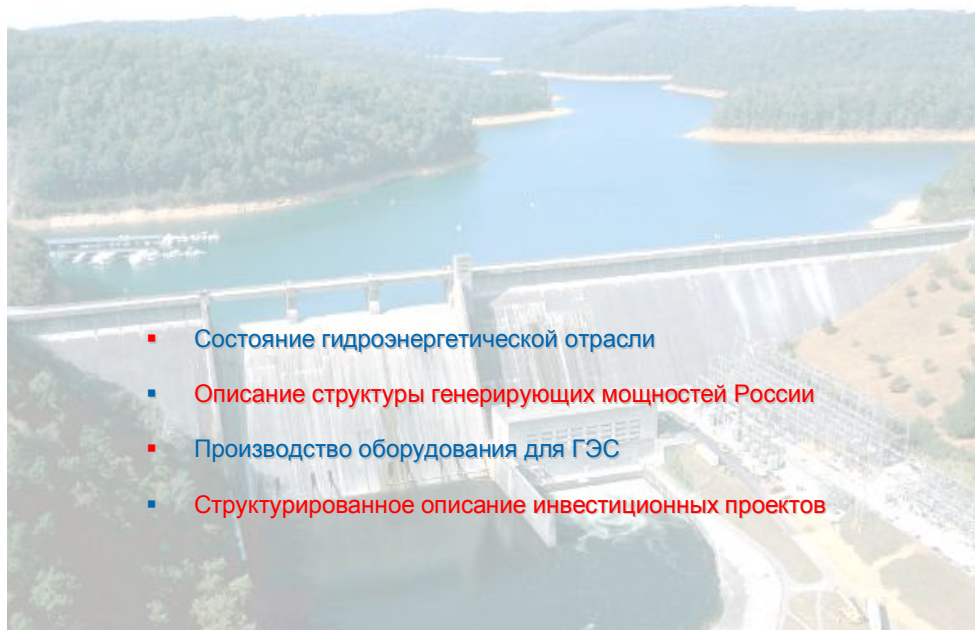 Состояние гидроэнергетической отрасли
Описание структуры генерирующих мощностей России
Производство оборудования для ГЭС
Структурированное описание инвестиционных проектов